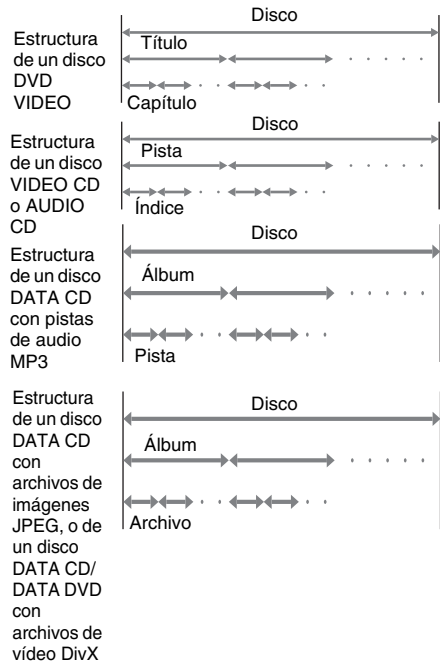 Estructura
de un disco
DVD
VIDEO
Disco
Título
Capítulo
Estructura
de un disco
VIDEO CD
o AUDIO
CD
Disco
Pista
Índice
Estructura
de un disco
DATA CD
con pistas
de audio
MP3
Disco
Álbum
Pista
Estructura
de un disco
DATA CD
con
archivos de
imágenes
JPEG, o de
un disco
DATA CD/
DATA DVD
con
archivos de
vídeo DivX
Disco
Álbum
Archivo